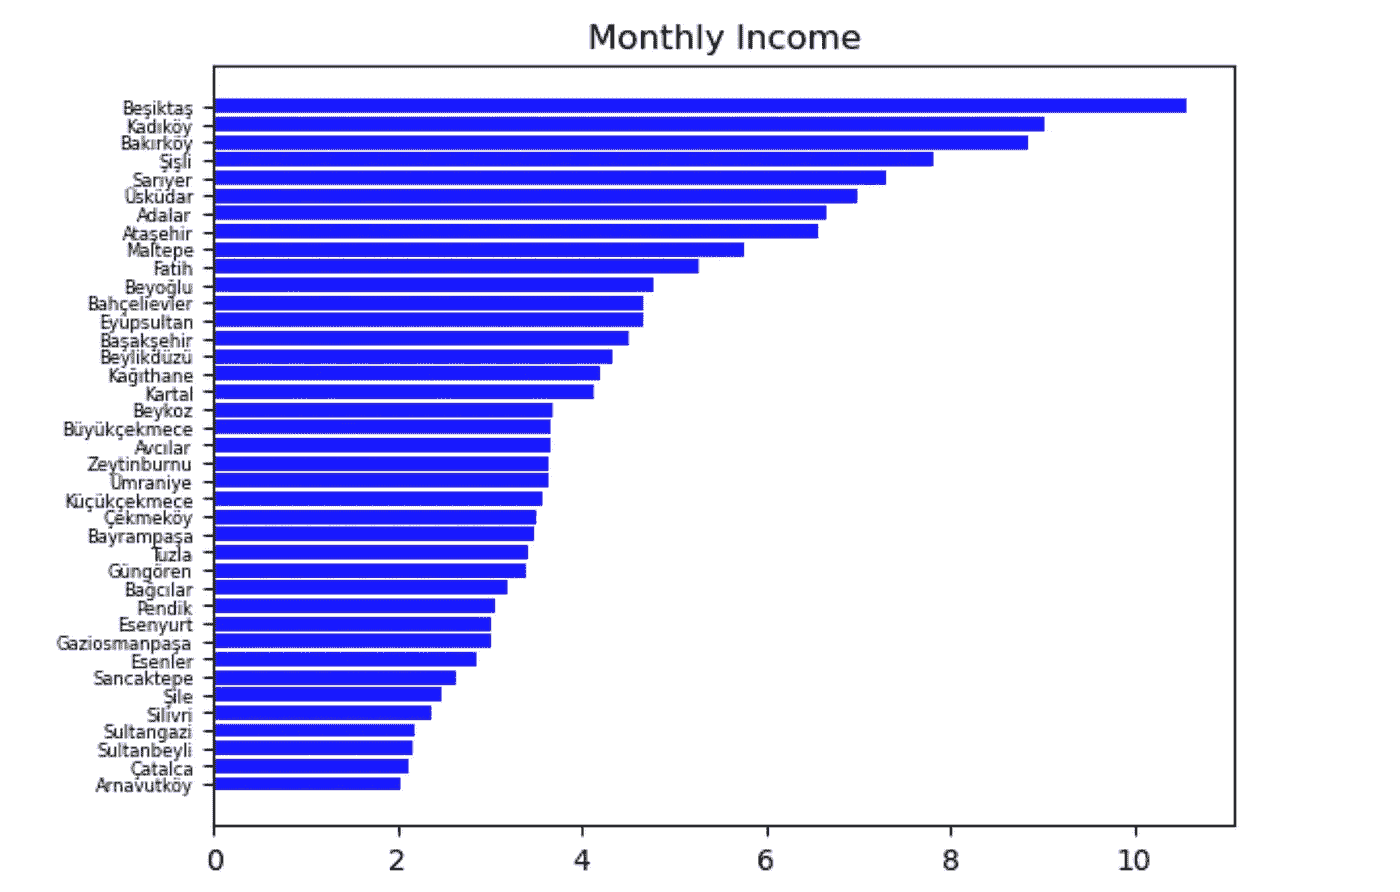 Monthly Income
Beşiktaş
Kadıköy
Bakırköy
Şişli
Sarıyer
Üsküdar
Adalar
Ataşehir
Maltepe
Fatih
Beyoğlu
Bahçelievler
Eyüpsultan
Başakşehir
Beylikdüzü
Kağıthane
Kartal
Beykoz
Büyükçekmece
Avcılar
Zeytinburnu
Ümraniye
Küçükçekmece
Çekmeköy
Bayrampaşa
Tuzla
Güngören
Bağcılar
Pendik
Esenyurt
Gaziosmanpaşa
Esenler
Sancaktepe
Şile
Silivri
Sultangazi
Sultanbeyli
Çatalca
Arnavutköy
0 2 4 6 8 10